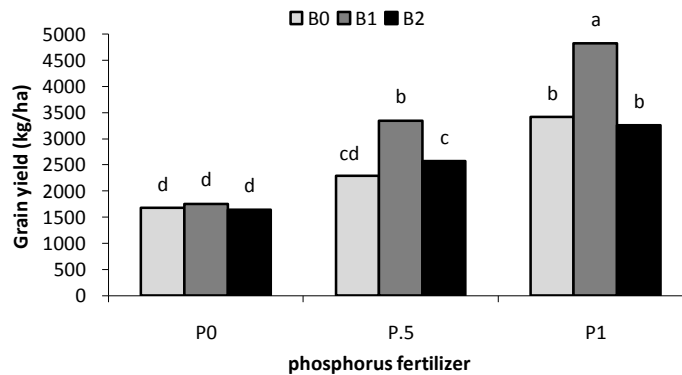 B0 B1 B2
5000
4500
4000
3500
3000
2500
2000
1500
1000
500
0
Grain yield (kg/ha)
d d d
cd b c
b a b
P0 P.5 P1
phosphorus fertilizer